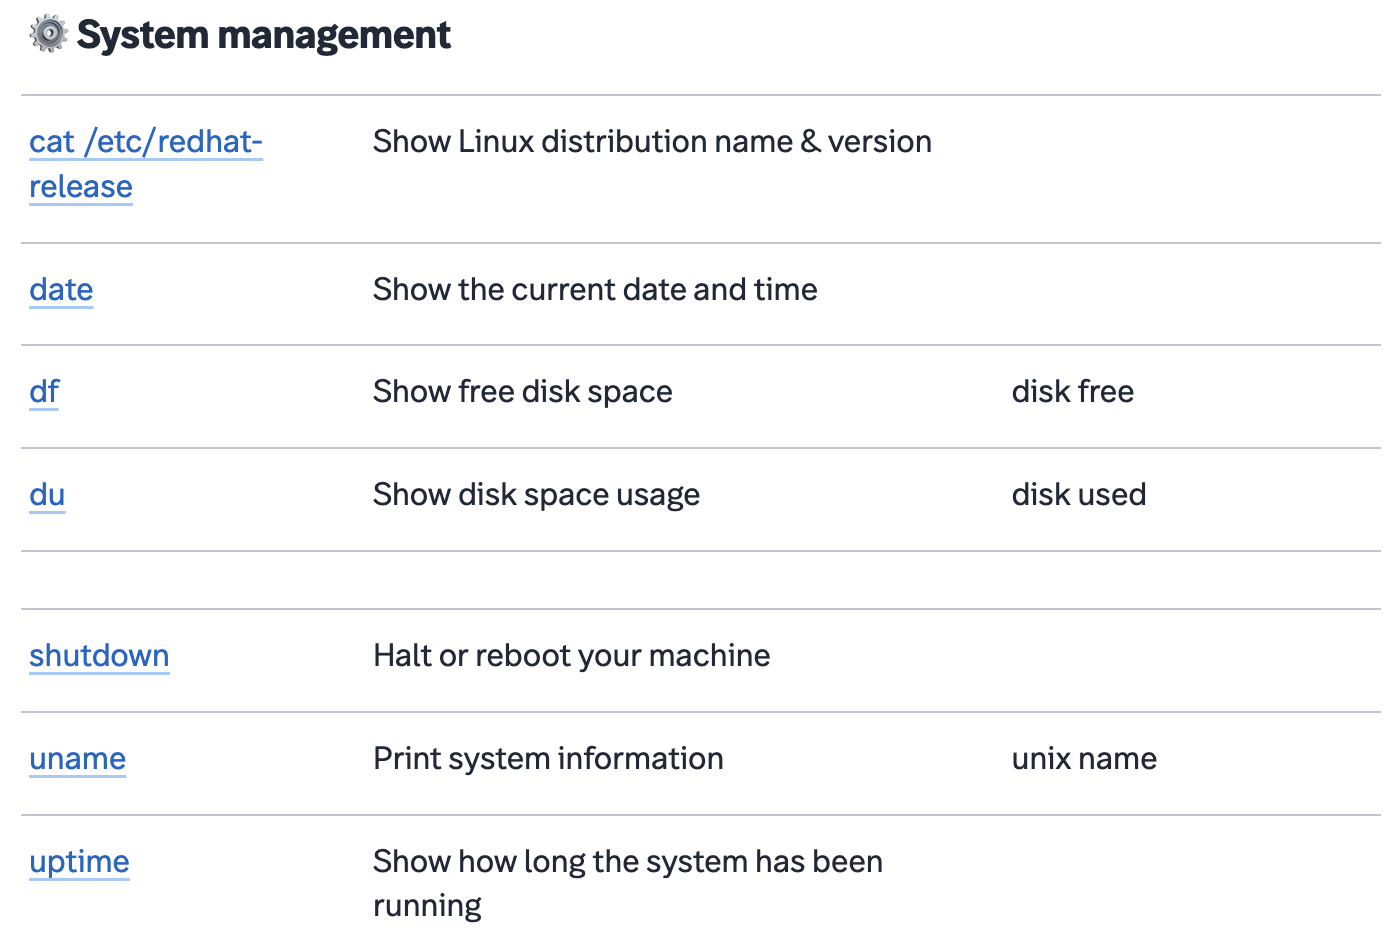 System management
cat /etc/redhat-
release
Show Linux distribution name & version
date
Show the current date and time
df
Show free disk space
disk free
du
Show disk space usage
disk used
shutdown
Halt or reboot your machine
uname
Print system information
unix name
uptime
Show how long the system has been
running